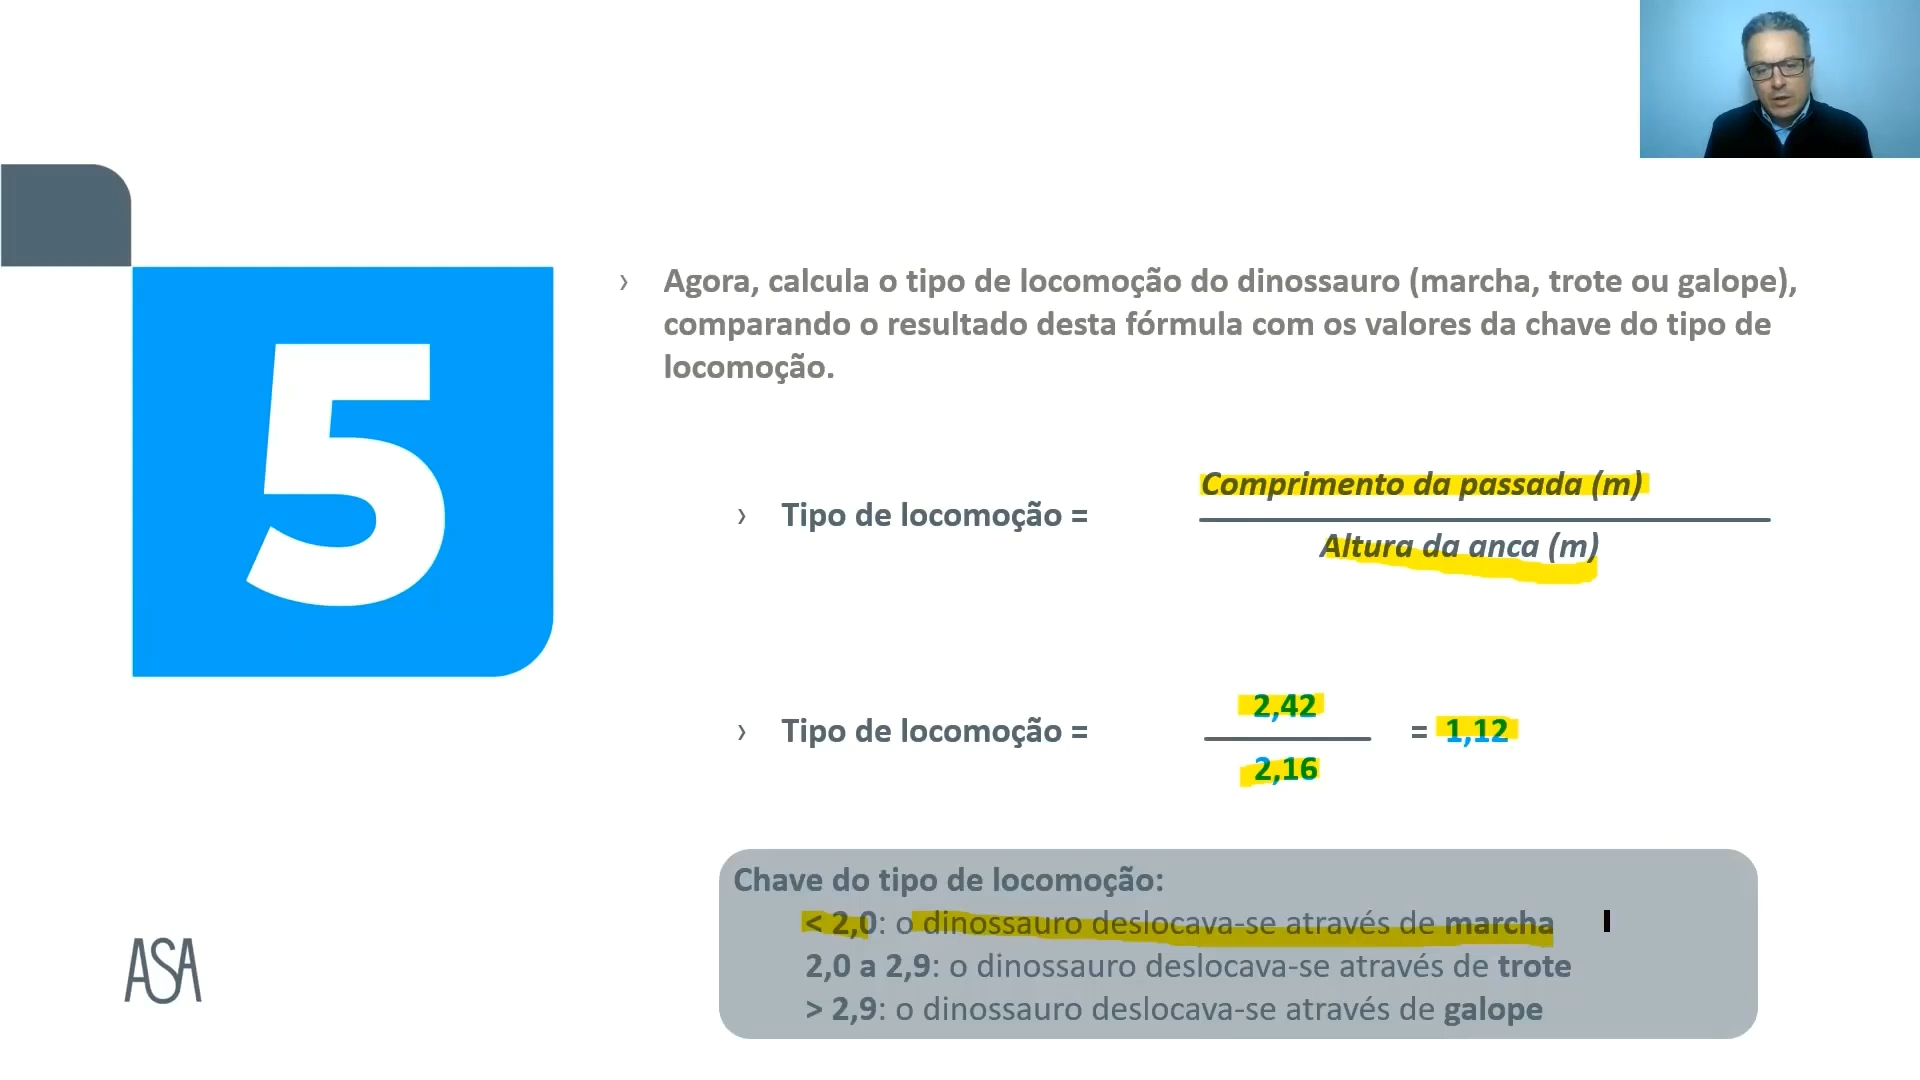 5
› Agora, calcula o tipo de locomoção do dinossauro (marcha, trote ou galope),
comparando o resultado desta fórmula com os valores da chave do tipo de
locomoção.
› Tipo de locomoção =
Comprimento da passada (m)
Altura da anca (m)
› Tipo de locomoção =
2,42
2,16
= 1,12
Chave do tipo de locomoção:
< 2,0: o dinossauro deslocava-se através de marcha
2,0 a 2,9: o dinossauro deslocava-se através de trote
> 2,9: o dinossauro deslocava-se através de galope
ASA